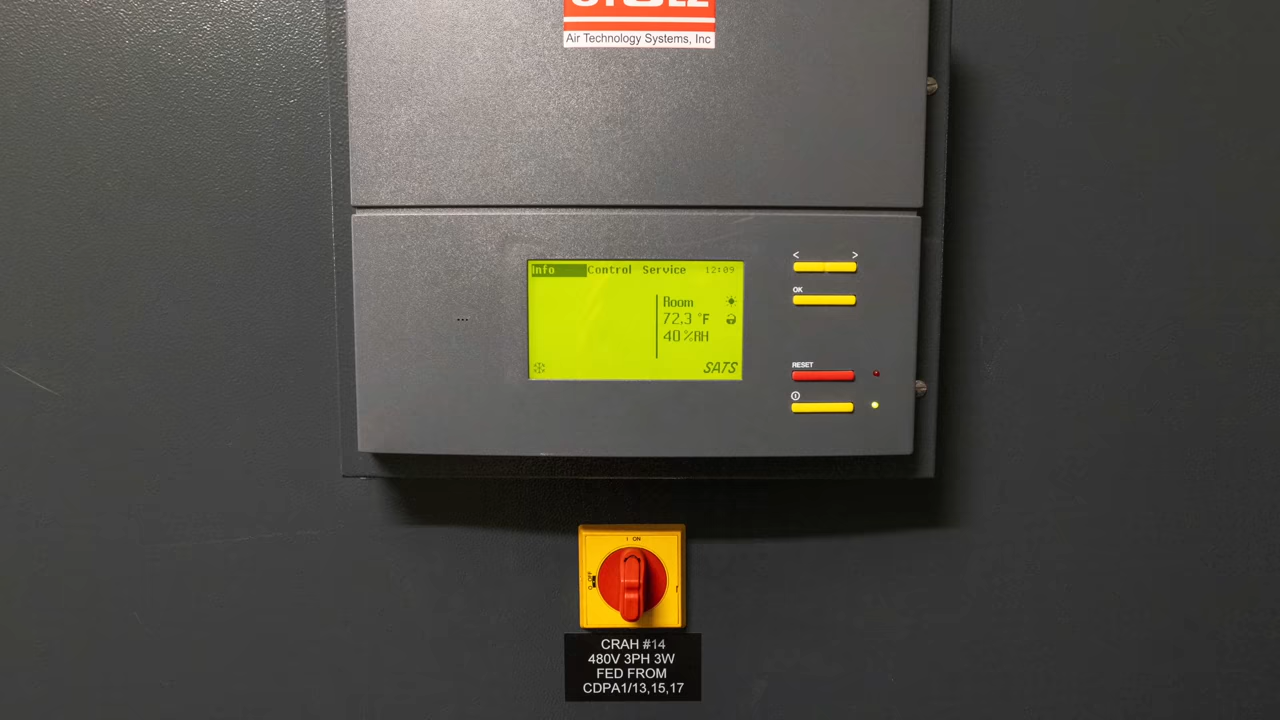 Air Technology Systems, Inc
Info Control Service 12:09
Room
72,3 °F
40%RH
SATS
< >
OK
RESET
I ON
O OFF
CRAH #14
480V 3PH 3W
FED FROM
CDPA1/13,15,17